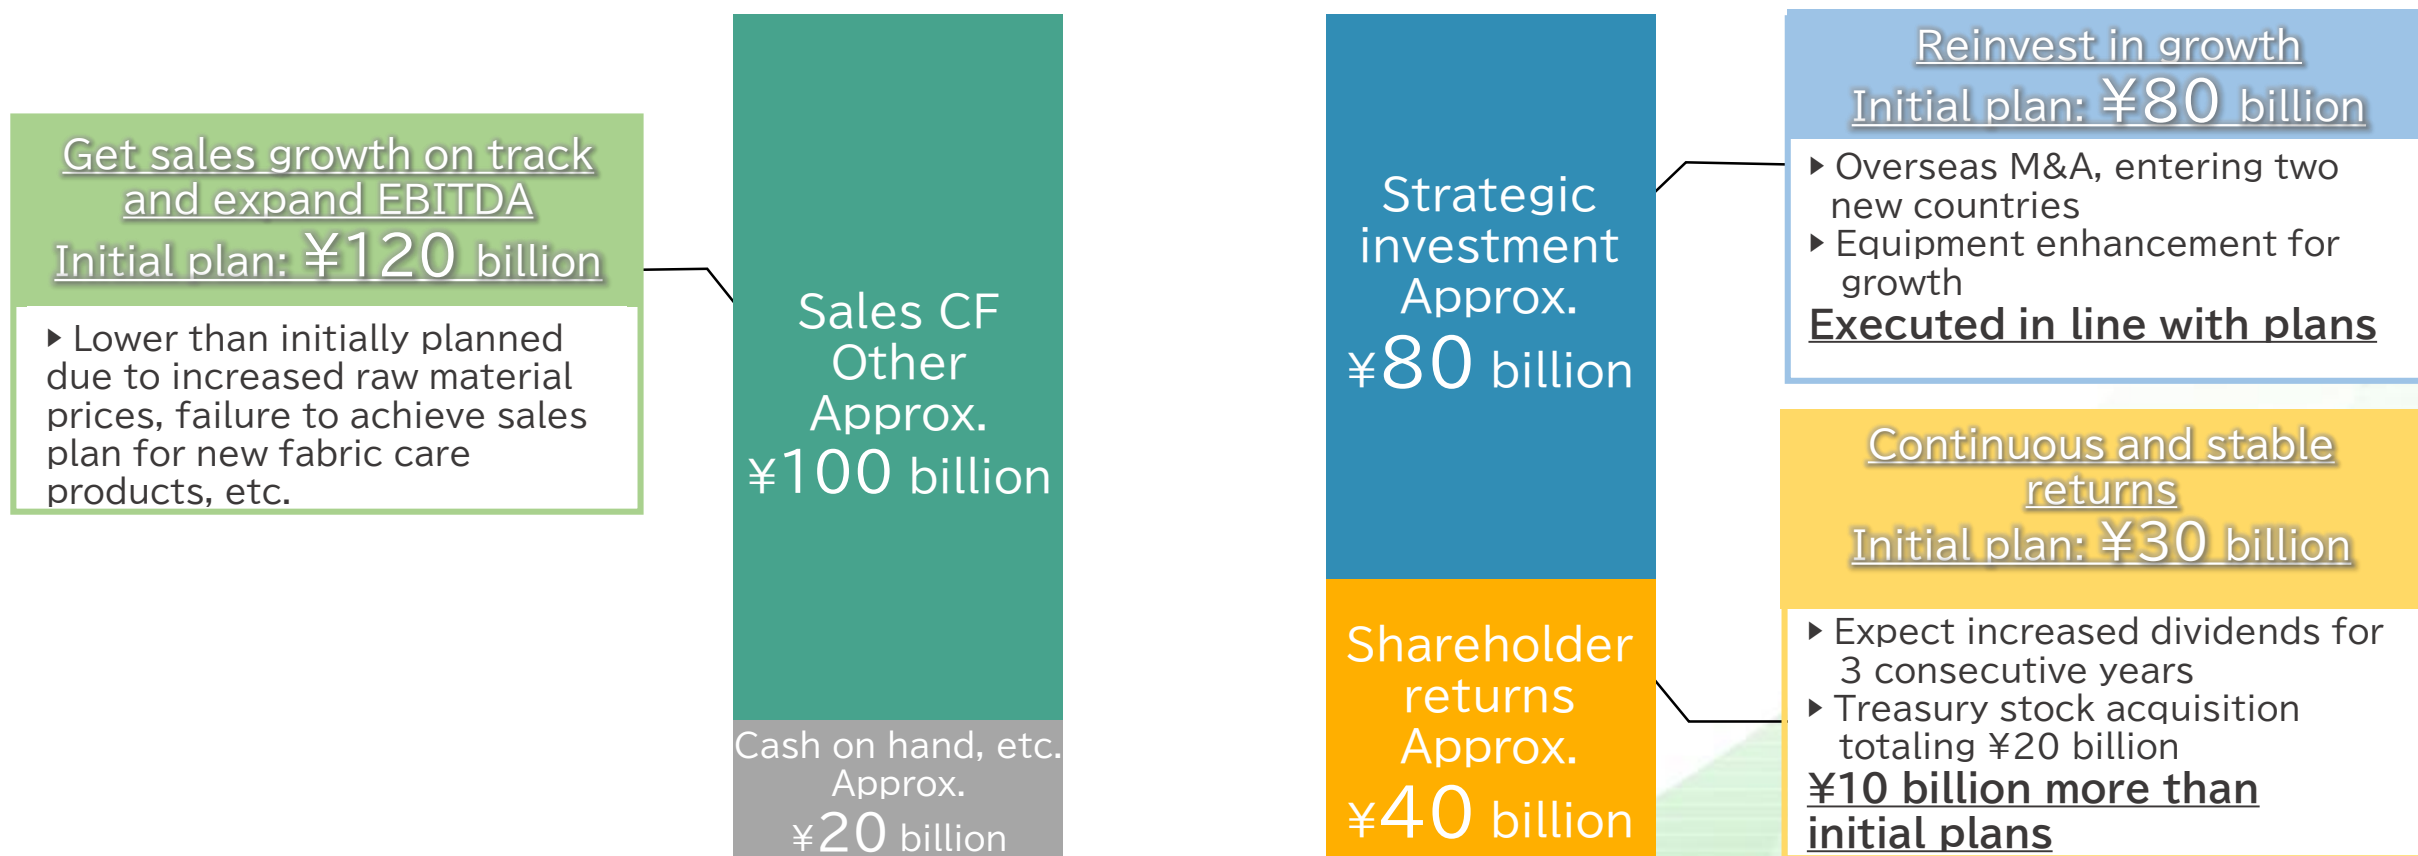 Get sales growth on track
and expand EBITDA
Initial plan: ¥120 billion
▶ Lower than initially planned
due to increased raw material
prices, failure to achieve sales
plan for new fabric care
products, etc.
Sales CF
Other
Approx.
¥100 billion
Cash on hand, etc.
Approx.
¥20 billion
Strategic
investment
Approx.
¥80 billion
Shareholder
returns
Approx.
¥40 billion
Reinvest in growth
Initial plan: ¥80 billion
▶ Overseas M&A, entering two
new countries
▶ Equipment enhancement for
growth
Executed in line with plans
Continuous and stable
returns
Initial plan: ¥30 billion
▶ Expect increased dividends for
3 consecutive years
▶ Treasury stock acquisition
totaling ¥20 billion
¥10 billion more than
initial plans